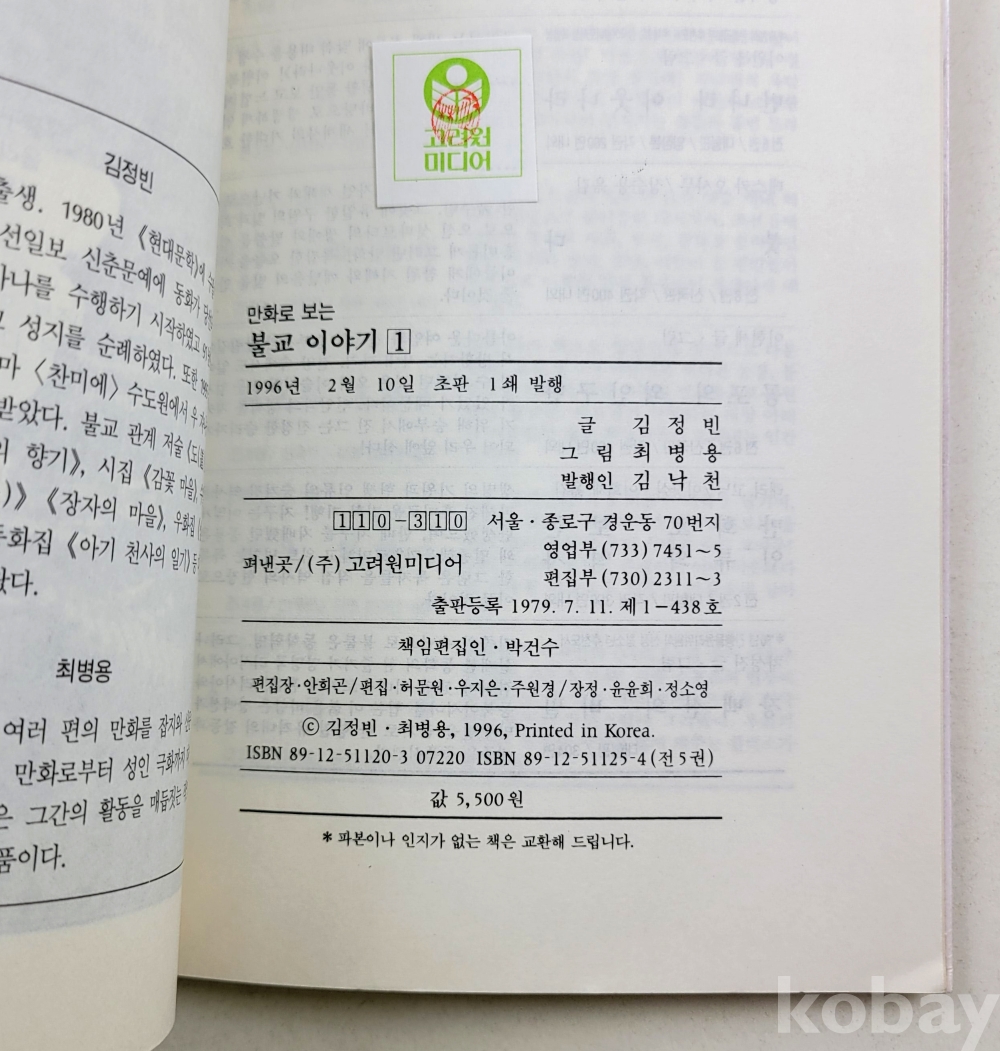 김정빈
출생. 1980년 《현대문학》에
선일보 신춘문예에 동화가
를 수행하기 시작하였고
성지를 순례하였다. 또한
마 〈찬미에〉 수도원에서
받았다. 불교 관계 저술
향기》, 시집 《감꽃 마을》,
》 《장자의 마을》, 우화집
동화집 《아기 천사의 일기》 등
았다.
최병용
여러 편의 만화를 잡지와
만화로부터 성인 극화까지
은 그간의 활동을 매듭짓는
품이다.
고려원
미디어
만화로 보는
불교 이야기 1
1996년 2월 10일 초판 1쇄 발행
글 김정빈
그림 최병용
발행인 김낙천
110-310 서울·종로구 경운동 70번지
영업부 (733) 7451~5
펴낸곳/(주) 고려원미디어
편집부 (730) 2311~3
출판등록 1979. 7. 11. 제1-438호
책임편집인·박건수
편집장·안희곤/편집·허문원·우지은·주원경/장정·윤윤희·정소영
ⓒ 김정빈·최병용, 1996, Printed in Korea.
ISBN 89-12-51120-3 07220 ISBN 89-12-51125-4 (전5권)
값 5,500원
* 파본이나 인지가 없는 책은 교환해 드립니다.
kobay